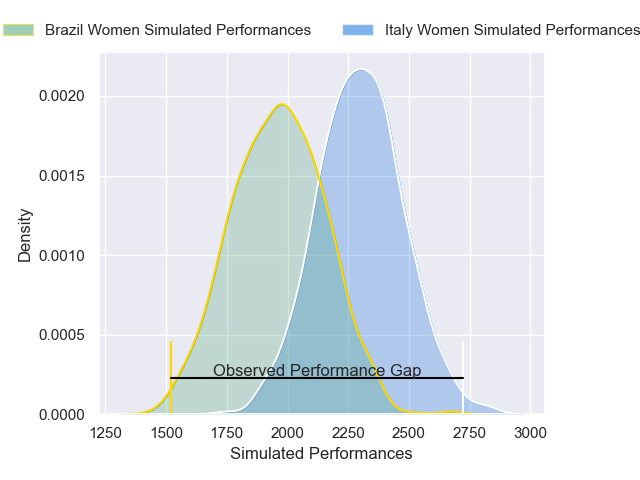 Brazil Women Simulated Performances
Italy Women Simulated Performances
Density
0.0020
0.0015
0.0010
0.0005
0.0000
Observed Performance Gap
1250 1500 1750 2000 2250 2500 2750 3000
Simulated Performances